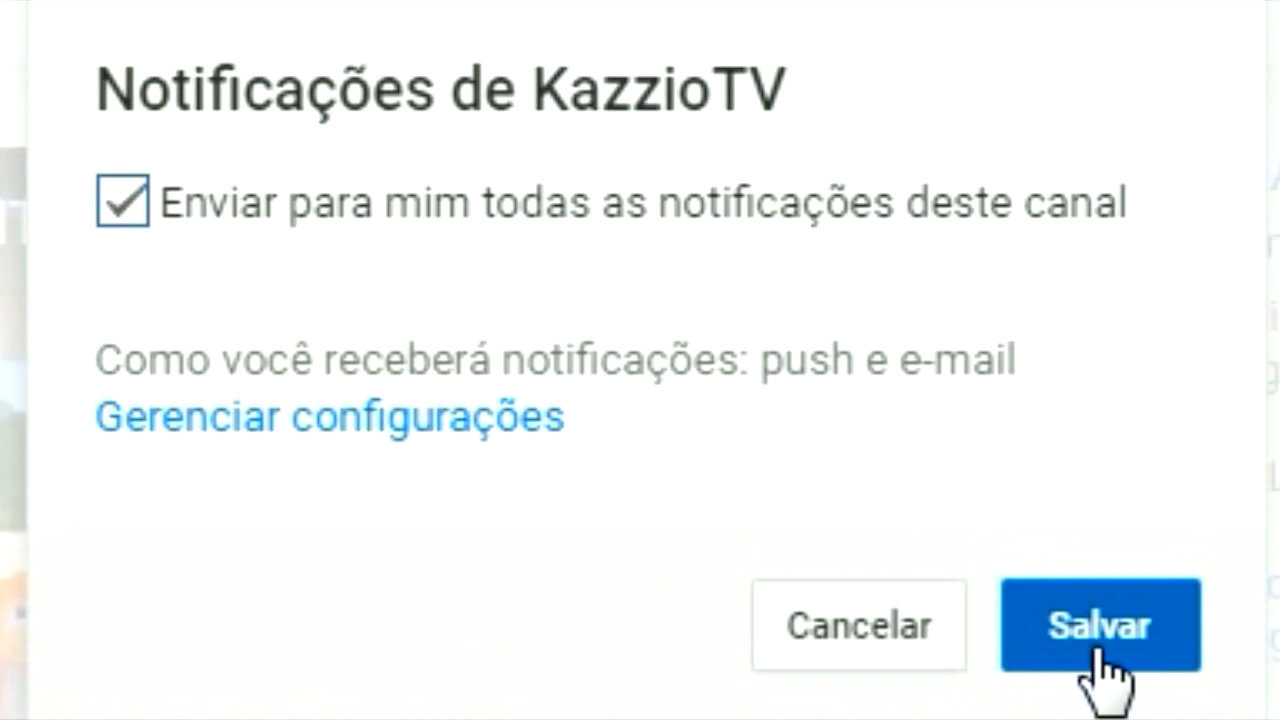 Notificações de KazzioTV
Enviar para mim todas as notificações deste canal
Como você receberá notificações: push e e-mail
Gerenciar configurações
Cancelar
Salvar